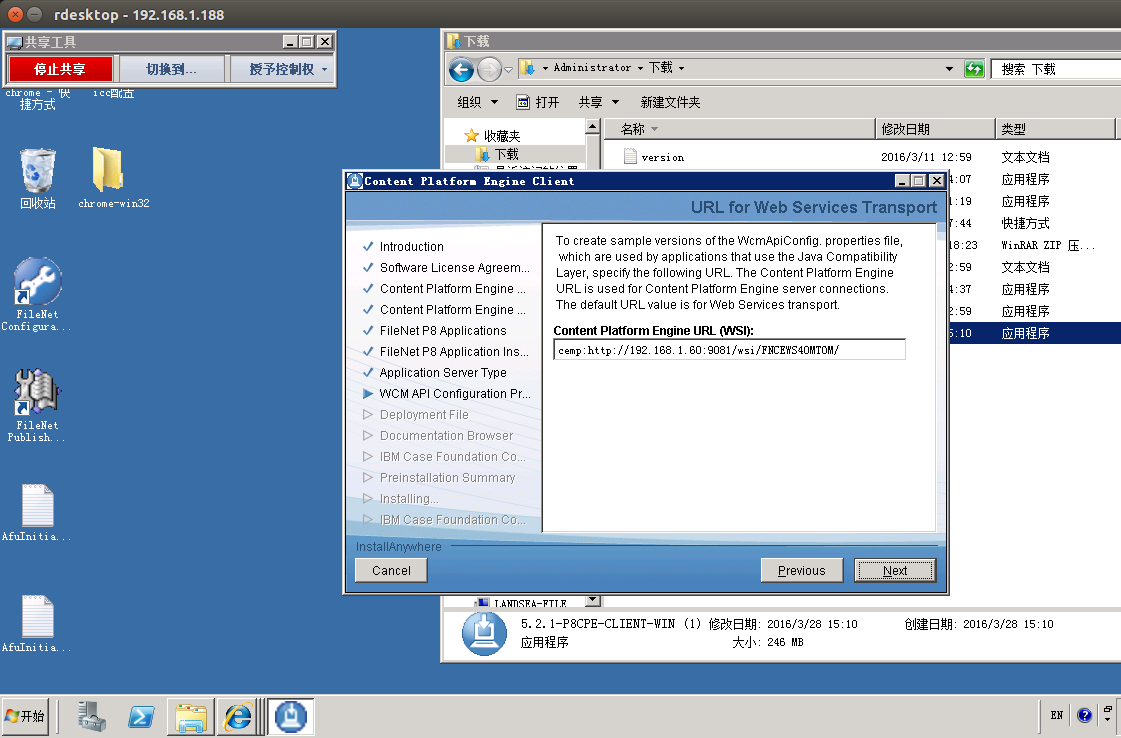 rdesktop - 192.168.1.188
共享工具
停止共享
切换到...
授予控制权
chrome - 快
捷方式
icc配置
回收站
chrome-win32
FileNet
Configura...
FileNet
Publish...
AfuInitia...
AfuInitia...
下载
Administrator
下载
搜索 下载
组织
打开
共享
新建文件夹
收藏夹
下载
名称
修改日期
类型
version
2016/3/11 12:59
文本文档
4:07
应用程序
1:19
应用程序
7:44
快捷方式
18:23
WinRAR ZIP 压...
2:59
文本文档
4:37
应用程序
2:59
应用程序
5:10
应用程序
Content Platform Engine Client
URL for Web Services Transport
Introduction
Software License Agreem...
Content Platform Engine ...
Content Platform Engine ...
FileNet P8 Applications
FileNet P8 Application Ins...
Application Server Type
WCM API Configuration Pr...
Deployment File
Documentation Browser
IBM Case Foundation Co...
Preinstallation Summary
Installing...
IBM Case Foundation Co...
To create sample versions of the WcmApiConfig. properties file,
which are used by applications that use the Java Compatibility
Layer, specify the following URL. The Content Platform Engine
URL is used for Content Platform Engine server connections.
The default URL value is for Web Services transport.
Content Platform Engine URL (WSI):
cemp:http://192.168.1.60:9081/wsi/FNCEWS40MTOM/
InstallAnywhere
Cancel
Previous
Next
LANDSEA-FILE
5.2.1-P8CPE-CLIENT-WIN (1) 修改日期: 2016/3/28 15:10
创建日期: 2016/3/28 15:10
应用程序
大小: 246 MB
开始
EN